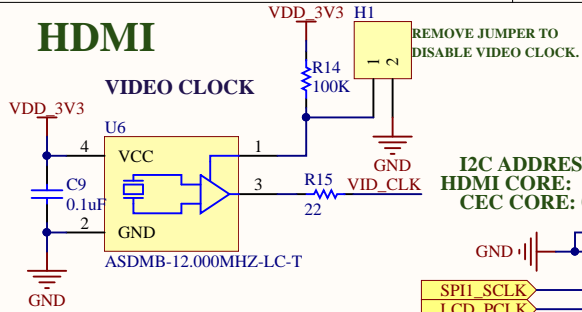 HDMI
VDD_3V3
H1
REMOVE JUMPER TO
DISABLE VIDEO CLOCK.
R14
100K
1
2
VIDEO CLOCK
VDD_3V3
U6
4
VCC
1
GND
C9
0.1uF
3
R15
22
VID_CLK
I2C ADDRES
HDMI CORE:
CEC CORE:
2
GND
ASDMB-12.000MHZ-LC-T
GND
GND
SPI1_SCLK
LCD_PCLK